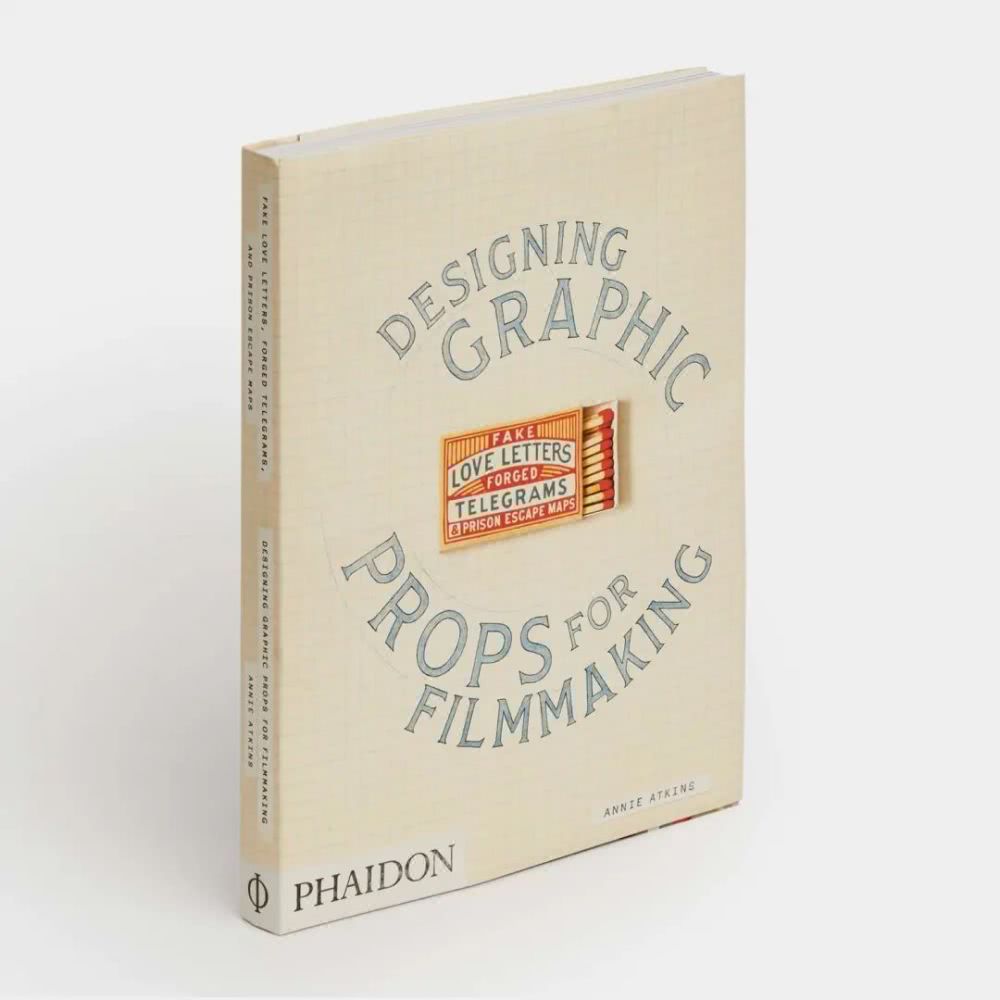 FAKE LOVE LETTERS, FORGED TELEGRAMS,
AND PRISON ESCAPE MAPS
DESIGNING GRAPHIC PROPS FOR FILMMAKING
ANNIE ATKINS
DESIGNING
GRAPHIC
FAKE
LOVE LETTERS
FORGED
TELEGRAMS
& PRISON ESCAPE MAPS
PROPS FOR
FILMMAKING
ANNIE ATKINS
PHAIDON